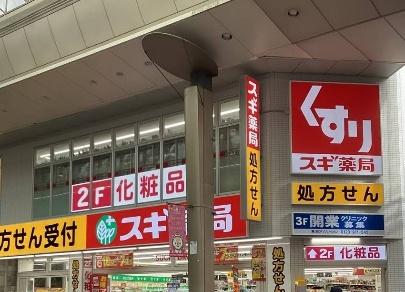 スギ薬局
処方せん
くすり
スギ薬局
2F 化粧品
処方せん
スギ薬局
処方せん受付
3F 開業 クリニック募集
2F 化粧品